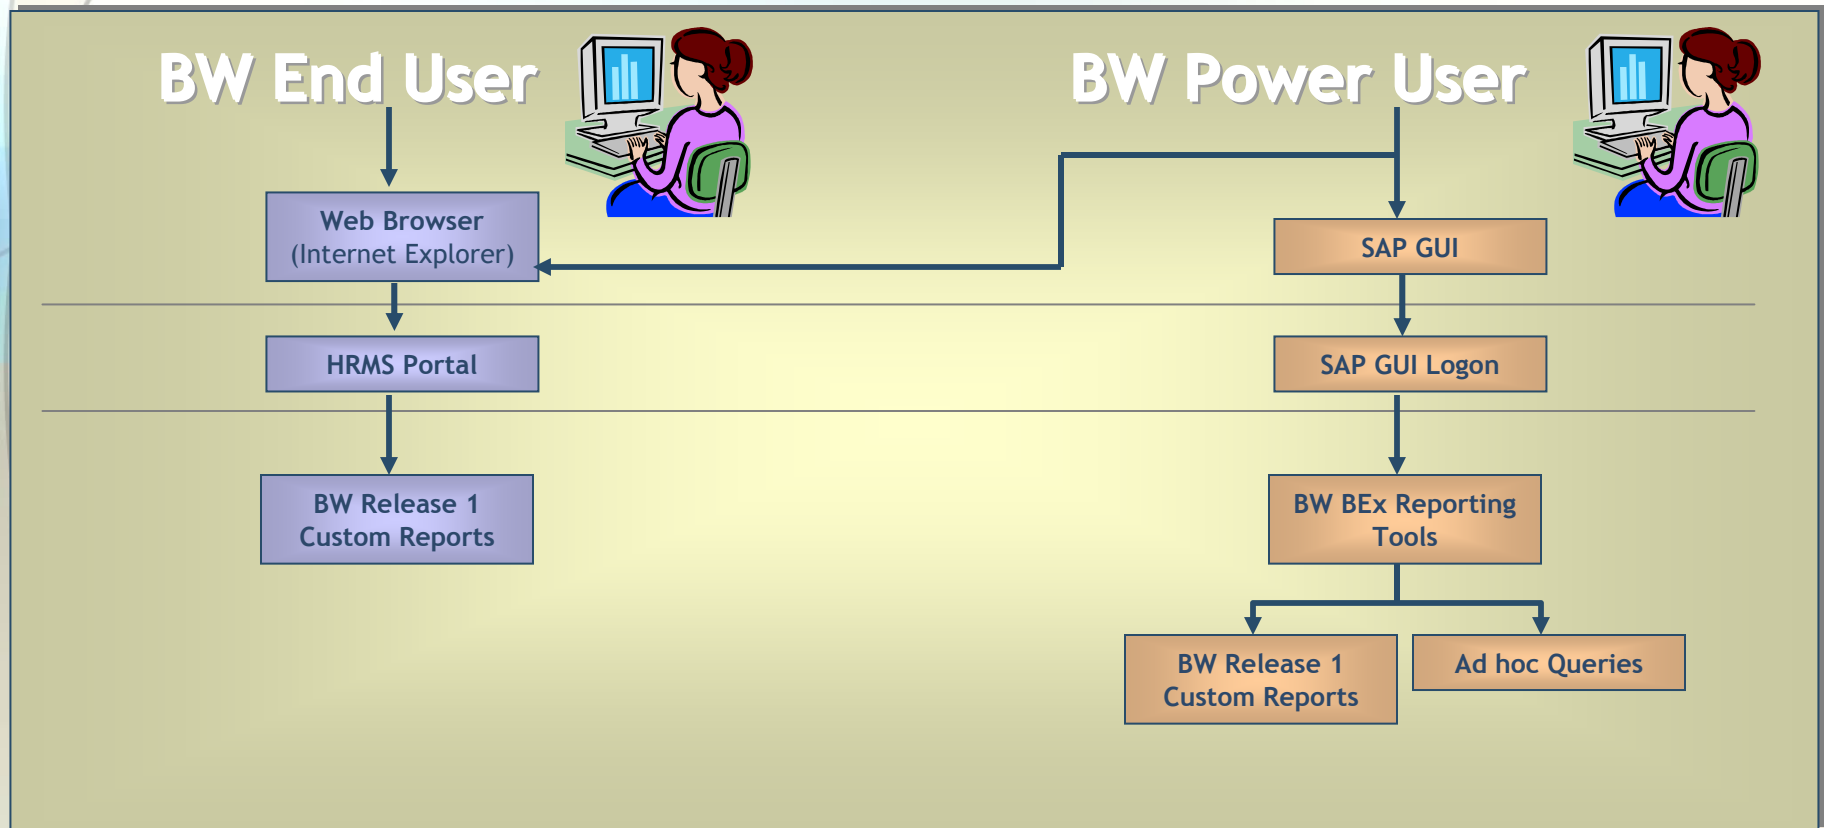 BW End User
BW Power User
Web Browser
(Internet Explorer)
SAP GUI
HRMS Portal
SAP GUI Logon
BW Release 1
Custom Reports
BW BEx Reporting
Tools
BW Release 1
Custom Reports
Ad hoc Queries